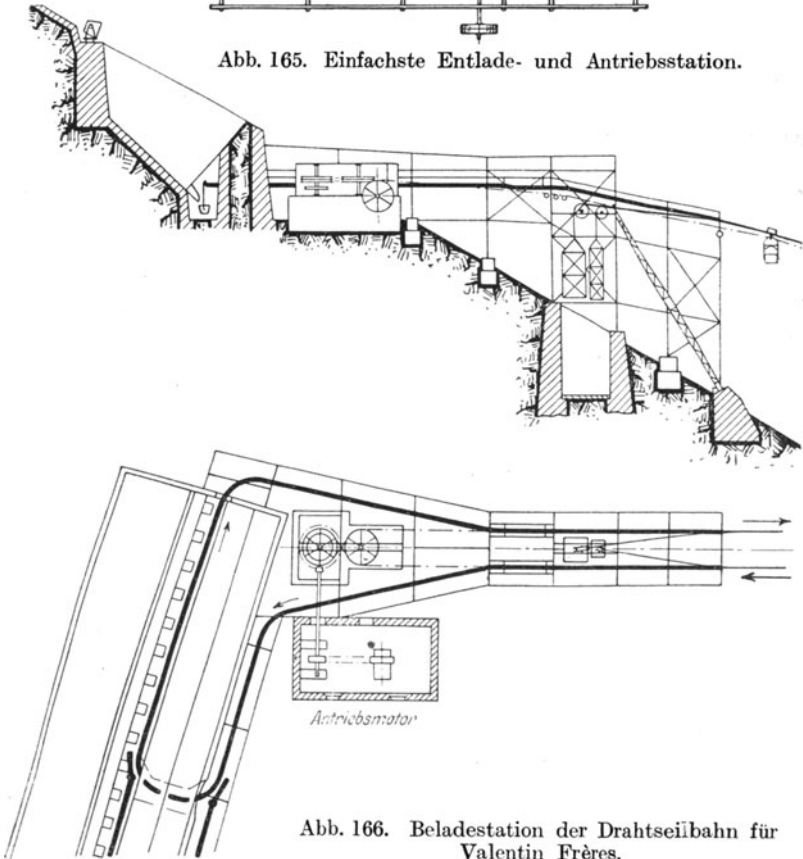 Abb. 165. Einfachste Entlade- und Antriebsstation.
Antriebsmotor
Abb. 166. Beladestation der Drahtseilbahn für
Valentin Frères.